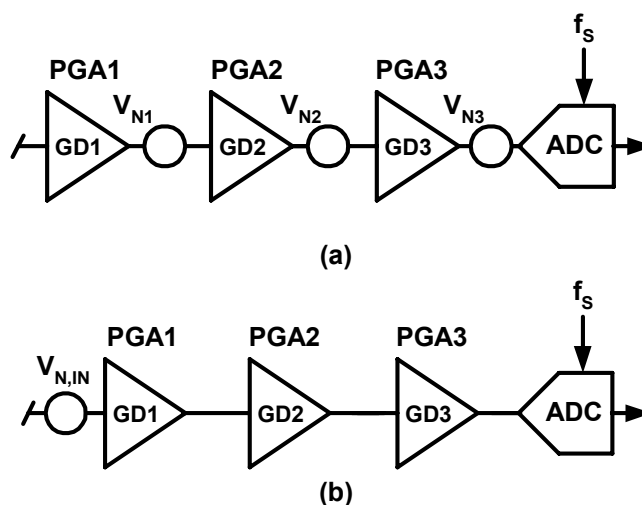 f_S
PGA1 PGA2 PGA3
V_N1 V_N2 V_N3
GD1 GD2 GD3 ADC
(a)
f_S
PGA1 PGA2 PGA3
V_N,IN
GD1 GD2 GD3 ADC
(b)